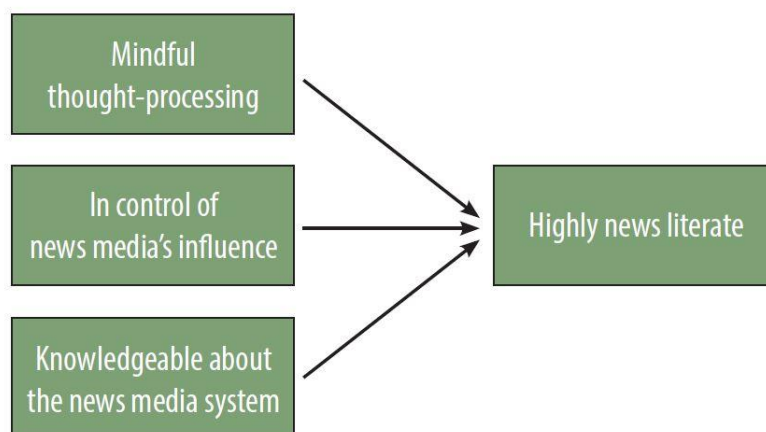 Mindful
thought-processing
In control of
news media's influence
Highly news literate
Knowledgeable about
the news media system